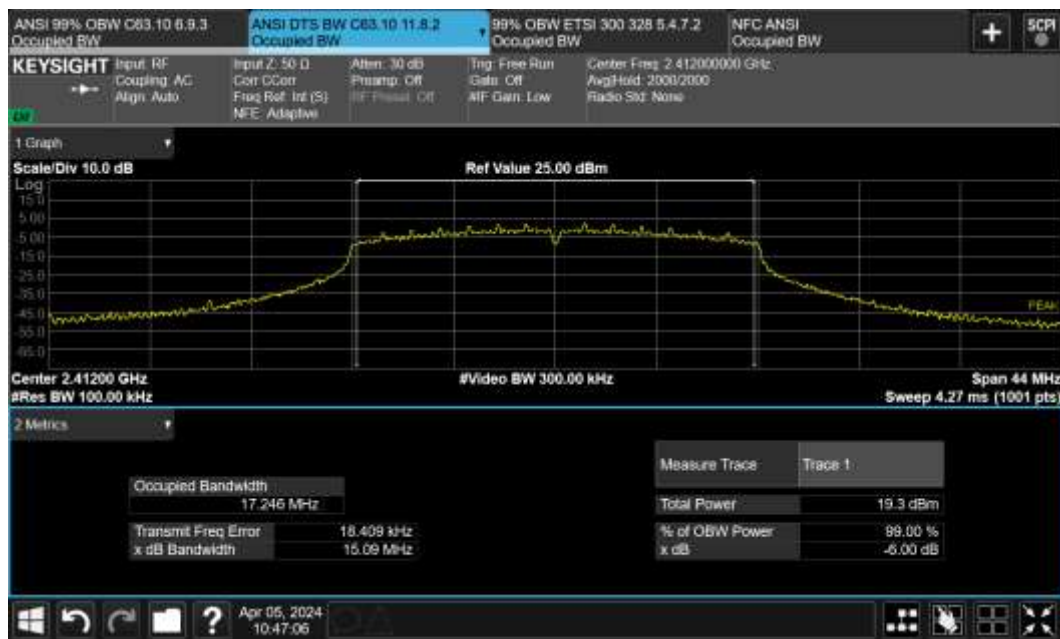 ANSI 99% OBW C63.10 6.9.3
Occupied BW
ANSI DTS BW C63.10 11.8.2
Occupied BW
99% OBW ETSI 300 328 5.4.7.2
Occupied BW
NFC ANSI
Occupied BW
+
SCPI
KEYSIGHT
Input: RF
Coupling: AC
Align: Auto
Input Z: 50 Ω
Corr CCorr
Freq Ref: Int (S)
NFE: Adaptive
Atten: 30 dB
Preamp: Off
Trig: Free Run
Gate: Off
#IF Gain: Low
Center Freq: 2.412000000 GHz
Avg|Hold: 2000/2000
Radio Std: None
1 Graph
Scale/Div 10.0 dB
Ref Value 25.00 dBm
Log
15.0
5.00
-5.00
-15.0
-25.0
-35.0
-45.0
-55.0
-65.0
PEAK
Center 2.41200 GHz
#Video BW 300.00 kHz
Span 44 MHz
#Res BW 100.00 kHz
Sweep 4.27 ms (1001 pts)
2 Metrics
Measure Trace
Trace 1
Occupied Bandwidth
17.246 MHz
Total Power
19.3 dBm
Transmit Freq Error
18.409 kHz
% of OBW Power
99.00 %
x dB Bandwidth
15.09 MHz
x dB
-6.00 dB
?
Apr 05, 2024
10:47:06